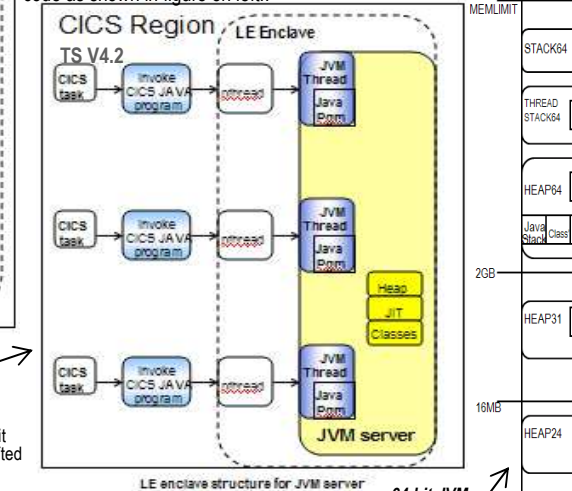 CICS Region
TS V4.2
LE Enclave
CICS
task
Invoke
CICS JAVA
program
pthread
JVM
Thread
Java
Pgm
CICS
task
Invoke
CICS JAVA
program
pthread
JVM
Thread
Java
Pgm
Heap
JIT
Classes
CICS
task
Invoke
CICS JAVA
program
pthread
JVM
Thread
Java
Pgm
JVM server
LE enclave structure for JVM server
MEMLIMIT
STACK64
THREAD
STACK64
HEAP64
Java
Stack
2GB
HEAP31
16MB
HEAP24